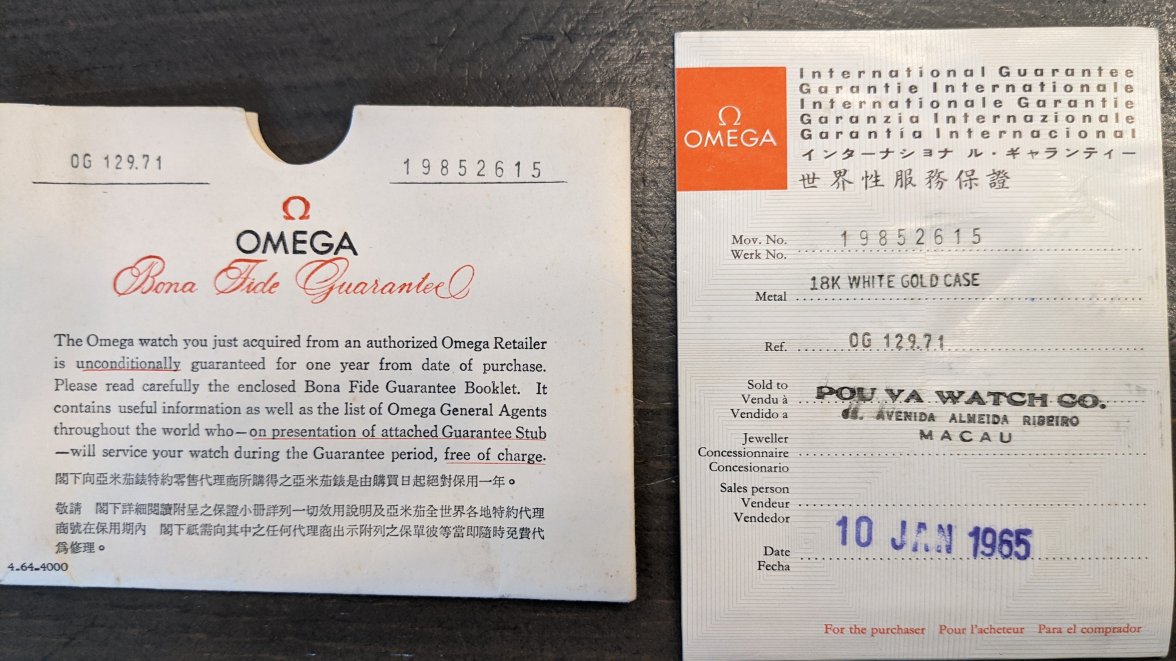 OG 129.71
19852615
Ω
OMEGA
Bona Fide Guarantee
The Omega watch you just acquired from an authorized Omega Retailer
is unconditionally guaranteed for one year from date of purchase.
Please read carefully the enclosed Bona Fide Guarantee Booklet. It
contains useful information as well as the list of Omega General Agents
throughout the world who—on presentation of attached Guarantee Stub
—will service your watch during the Guarantee period, free of charge.
閣下向亞米茄錶特約零售代理商所購得之亞米茄錶是由購買日起絕對保用一年。
敬請 閣下詳細閱讀附呈之保證小冊詳列一切效用說明及亞米茄全世界各地特約代理
商號在保用期內 閣下祇需向其中之任何代理商出示附列之保單彼等當即隨時免費代
爲修理。
4-64-4000
Ω
OMEGA
International Guarantee
Garantie Internationale
Internationale Garantie
Garanzia Internazionale
Garantía Internacional
インターナショナル・ギャランティー
世界性服務保證
Mov. No. 19852615
Werk No.
Metal 18K WHITE GOLD CASE
Ref. OG 129.71
Sold to
Vendu à POU VA WATCH CO.
Vendido a AVENIDA ALMEIDA RIBEIRO
MACAU
Jeweller
Concessionnaire
Concesionario
Sales person
Vendeur
Vendedor
10 JAN 1965
Date
Fecha
For the purchaser Pour l'acheteur Para el comprador